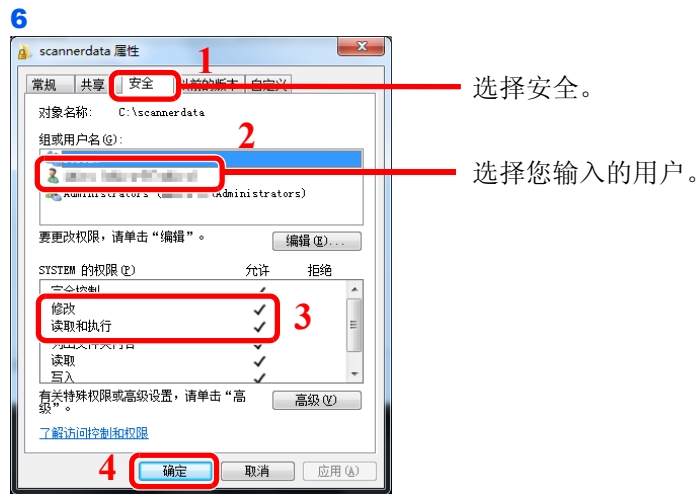 6
scannerdata 属性
1
常规 共享 安全 以前的版本 自定义
选择安全。
对象名称: C:\scannerdata
组或用户名(G):
2
选择您输入的用户。
Administrators ( \Administrators)
要更改权限，请单击“编辑”。
编辑(E)...
SYSTEM 的权限(P) 允许 拒绝
完全控制
修改
读取和执行
3
列出文件夹内容
读取
写入
有关特殊权限或高级设置，请单击“高
级”。
高级(V)
了解访问控制和权限
4
确定 取消 应用(A)